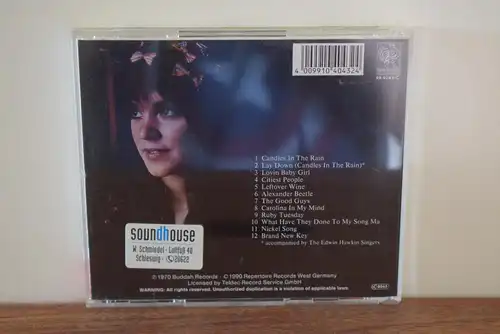 4 009910 404324
1 Candles In The Rain
2 Lay Down (Candles In The Rain)*
3 Lovin Baby Girl
4 Citiest People
5 Leftover Wine
6 Alexander Beetle
7 The Good Guys
8 Carolina In My Mind
9 Ruby Tuesday
10 What Have They Done To My Song Ma
11 Nickel Song
12 Brand New Key
* accompanied by The Edwin Hawkin Singers
soundhouse
W. Schmiedel · Lollfuß 40
Schleswig · 26622
℗ 1970 Buddah Records · © 1990 Repertoire Records West Germany
Licensed by Teldec Record Service GmbH
WARNING: All Rights Reserved. Unauthorized duplication is a violation of applicable laws.